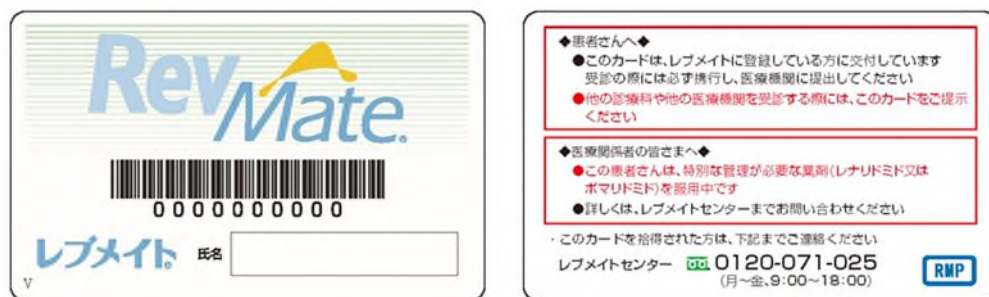 RevMate®
0000000000
レブメイト®
氏名
V
◆患者さんへ◆
●このカードは、レブメイトに登録している方に交付しています
受診の際には必ず携行し、医療機関に提出してください
●他の診療科や他の医療機関を受診する際には、このカードをご提示
ください
◆医療関係者の皆さまへ◆
●この患者さんは、特別な管理が必要な薬剤(レナリドミド又は
ポマリドミド)を服用中です
●詳しくは、レブメイトセンターまでお問い合わせください
・このカードを拾得された方は、下記までご連絡ください
レブメイトセンター 0120-071-025
(月～金、9:00～18:00)
RMP